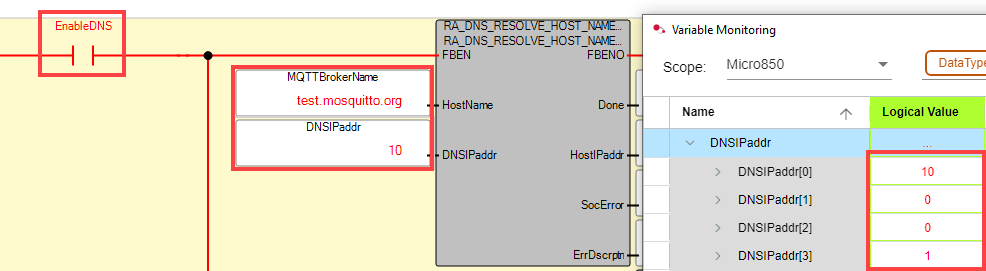 EnableDNS
RA_DNS_RESOLVE_HOST_NAME...
RA_DNS_RESOLVE_HOST_NAME...
FBEN
FBENO
MQTTBrokerName
test.mosquitto.org
HostName
Done
DNSIPaddr
10
DNSIPaddr
HostIPaddr
SocError
ErrDscrptn
Variable Monitoring
Scope:
Micro850
DataType
Name
Logical Value
DNSIPaddr
...
DNSIPaddr[0]
10
DNSIPaddr[1]
0
DNSIPaddr[2]
0
DNSIPaddr[3]
1